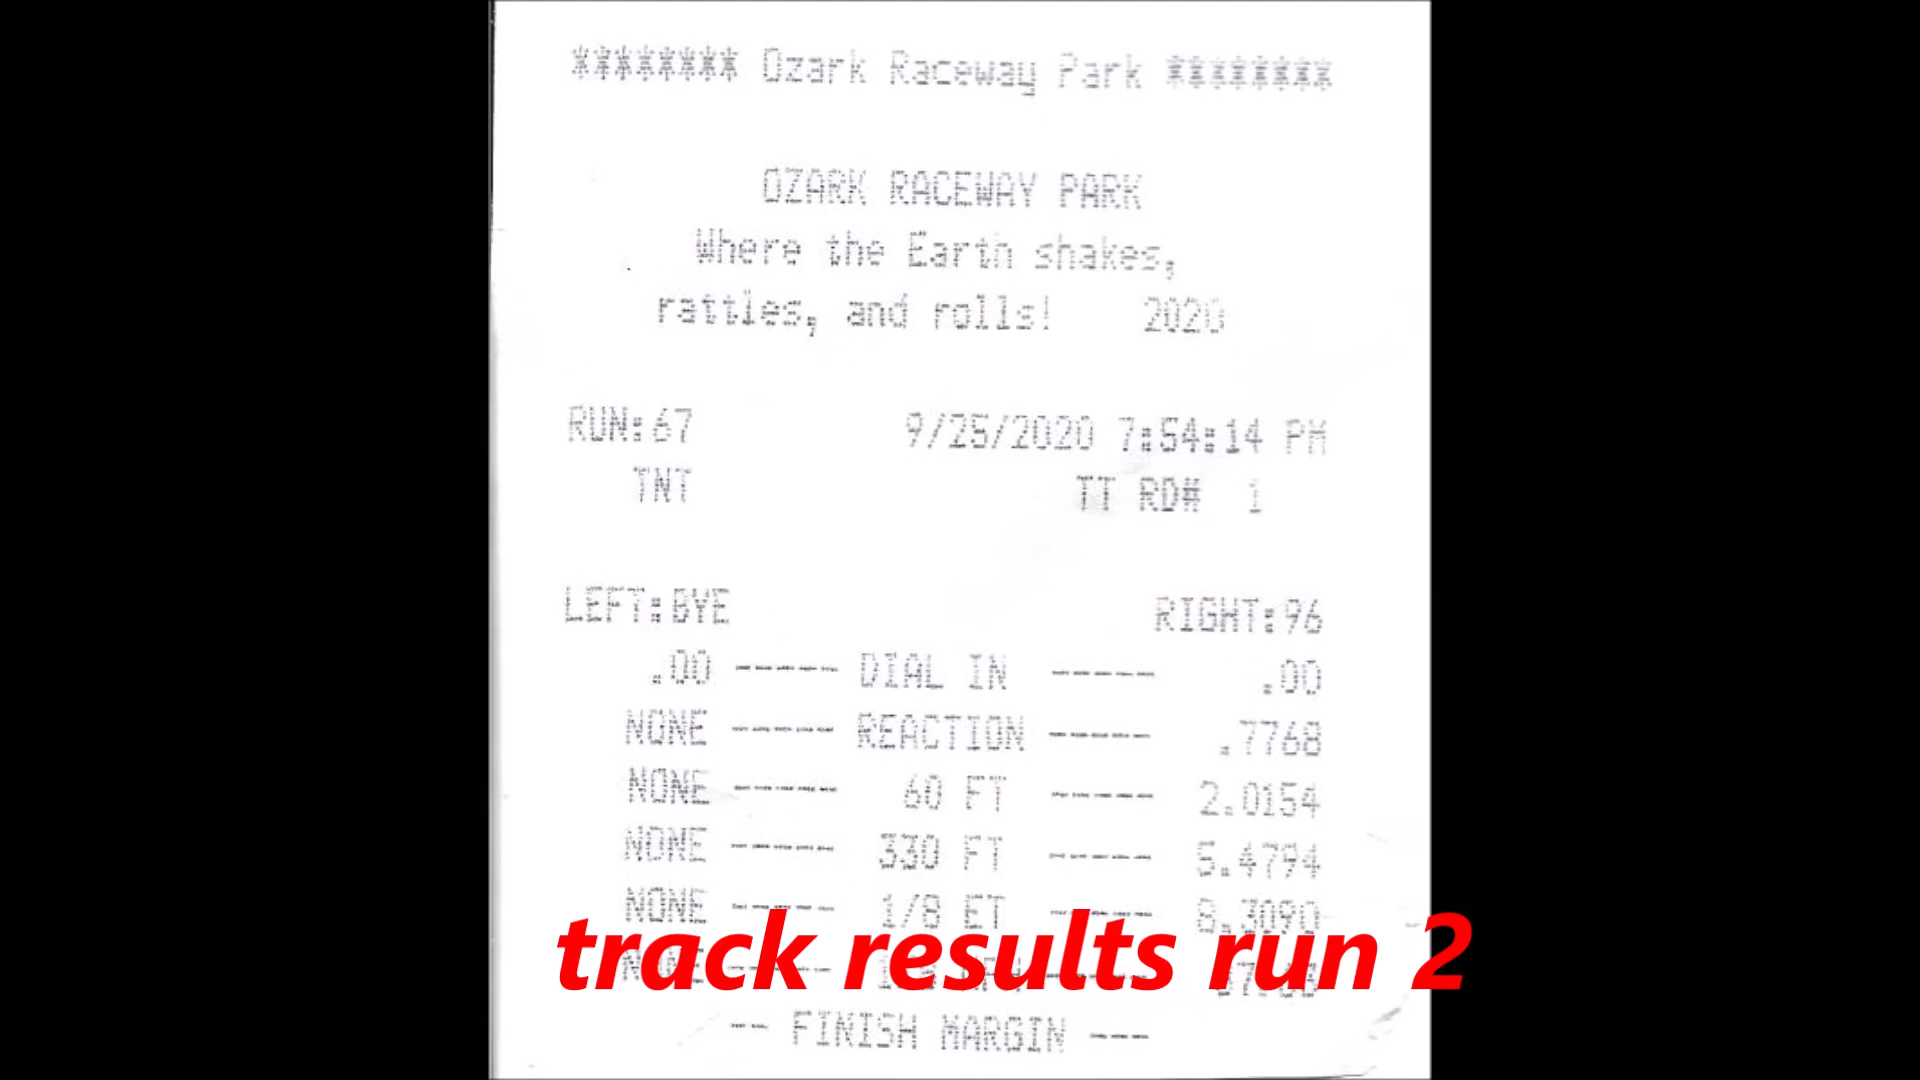 ******** Ozark Raceway Park ********
OZARK RACEWAY PARK
Where the Earth shakes,
rattles, and rolls! 2020
RUN:67 9/25/2020 7:54:14 PM
TNT TT RD# 1
LEFT:BYE RIGHT:96
.00 ----- DIAL IN ----- .00
NONE ----- REACTION ----- .7768
NONE ----- 60 FT ----- 2.0154
NONE ----- 330 FT ----- 5.4794
NONE ----- 1/8 ET ----- 8.3090
track results run 2
-- FINISH MARGIN ---